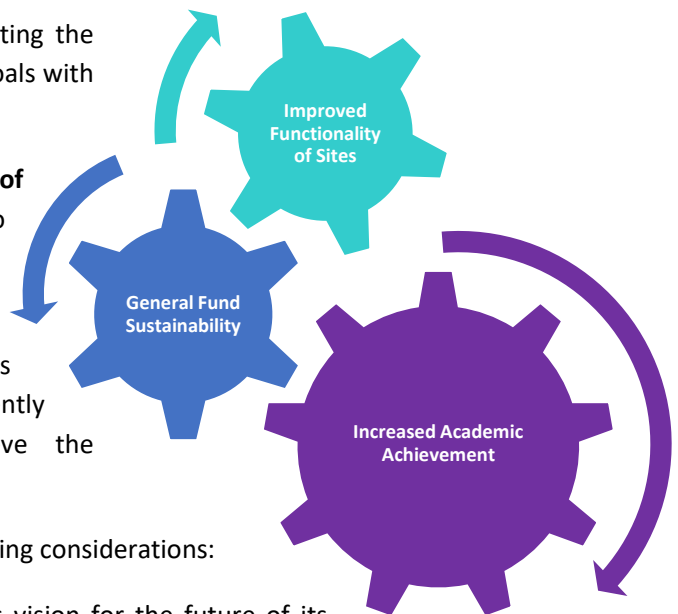 ting the
oals with
of
o
s
ntly
ve the
ing considerations:
t vision for the future of its
Improved
Functionality
of Sites
General Fund
Sustainability
Increased Academic
Achievement